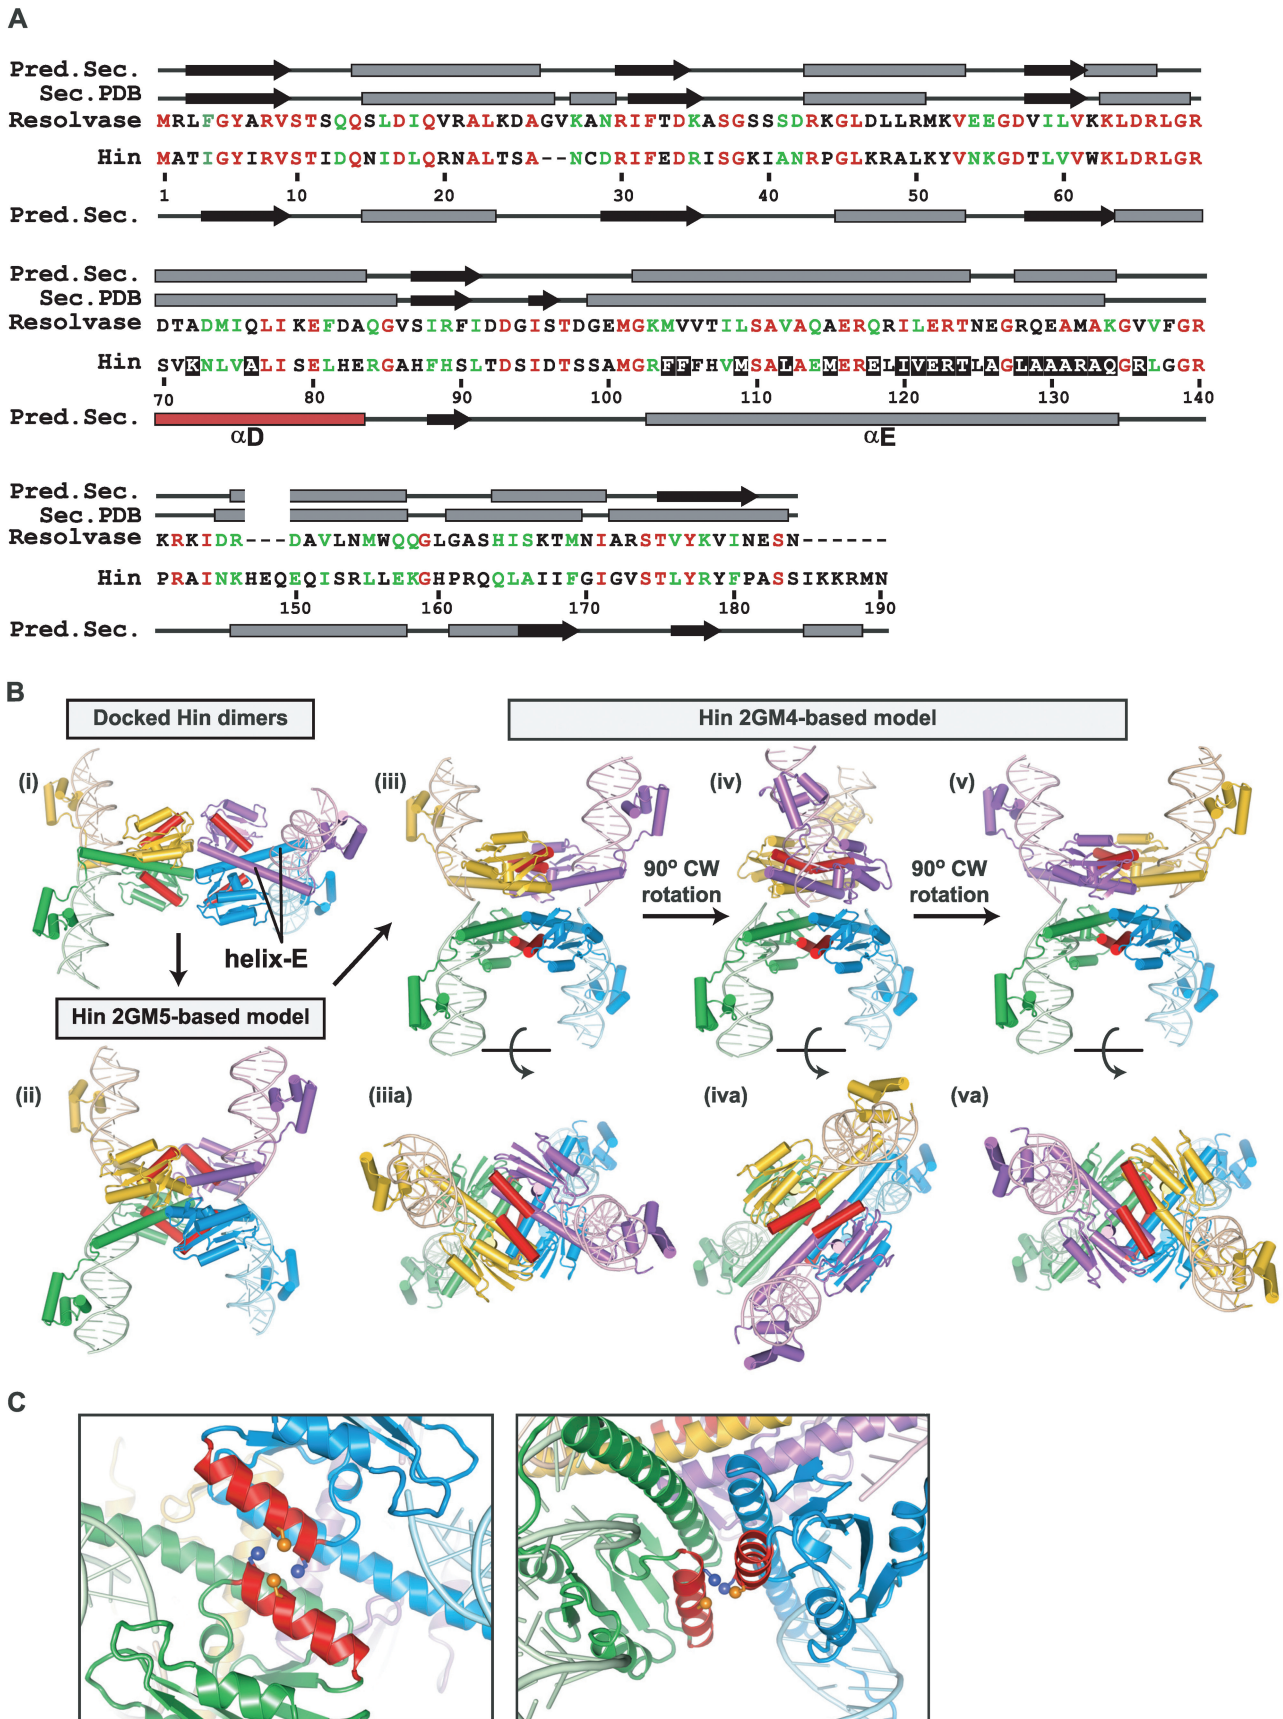 A
Pred.Sec.
Sec.PDB
Resolvase MRLFGYARVSTSQQSLDIQVRALKDAGVKANRIFTDKASGSSSDRKGLDLLRMKVEEGDVILVKKLDRLGR
Hin MATIGYIRVSTIDQNIDLQRNALTSA--NCDRIFEDRISGKIANRPGLKRALKYVNKGDTLVVWKLDRLGR
1 10 20 30 40 50 60
Pred.Sec.
Pred.Sec.
Sec.PDB
Resolvase DTADMIQLIKEFDAQGVSIRFIDDGISTDGEMGKMVVTILSAVAQAERQRILERTNEGRQEAMAKGVVFGR
Hin SVKNLVALISELHERGAHFHSLTDSIDTSSAMGRFFFHVMSALAEMERELIVERTLAGLAAARAQGRLGGR
70 80 90 100 110 120 130 140
Pred.Sec.
αD αE
Pred.Sec.
Sec.PDB
Resolvase KRKIDR---DAVLNMWQQGLGASHISKTMNIARSTVYKVINESN------
Hin PRAINKHEQEQISRLLEKGHPRQQLAIIFGIGVSTLYRYFPASSIKKRMN
150 160 170 180 190
Pred.Sec.
B
Docked Hin dimers
Hin 2GM4-based model
(i) (iii) (iv) (v)
90º CW rotation
90º CW rotation
helix-E
Hin 2GM5-based model
(ii) (iiia) (iva) (va)
C